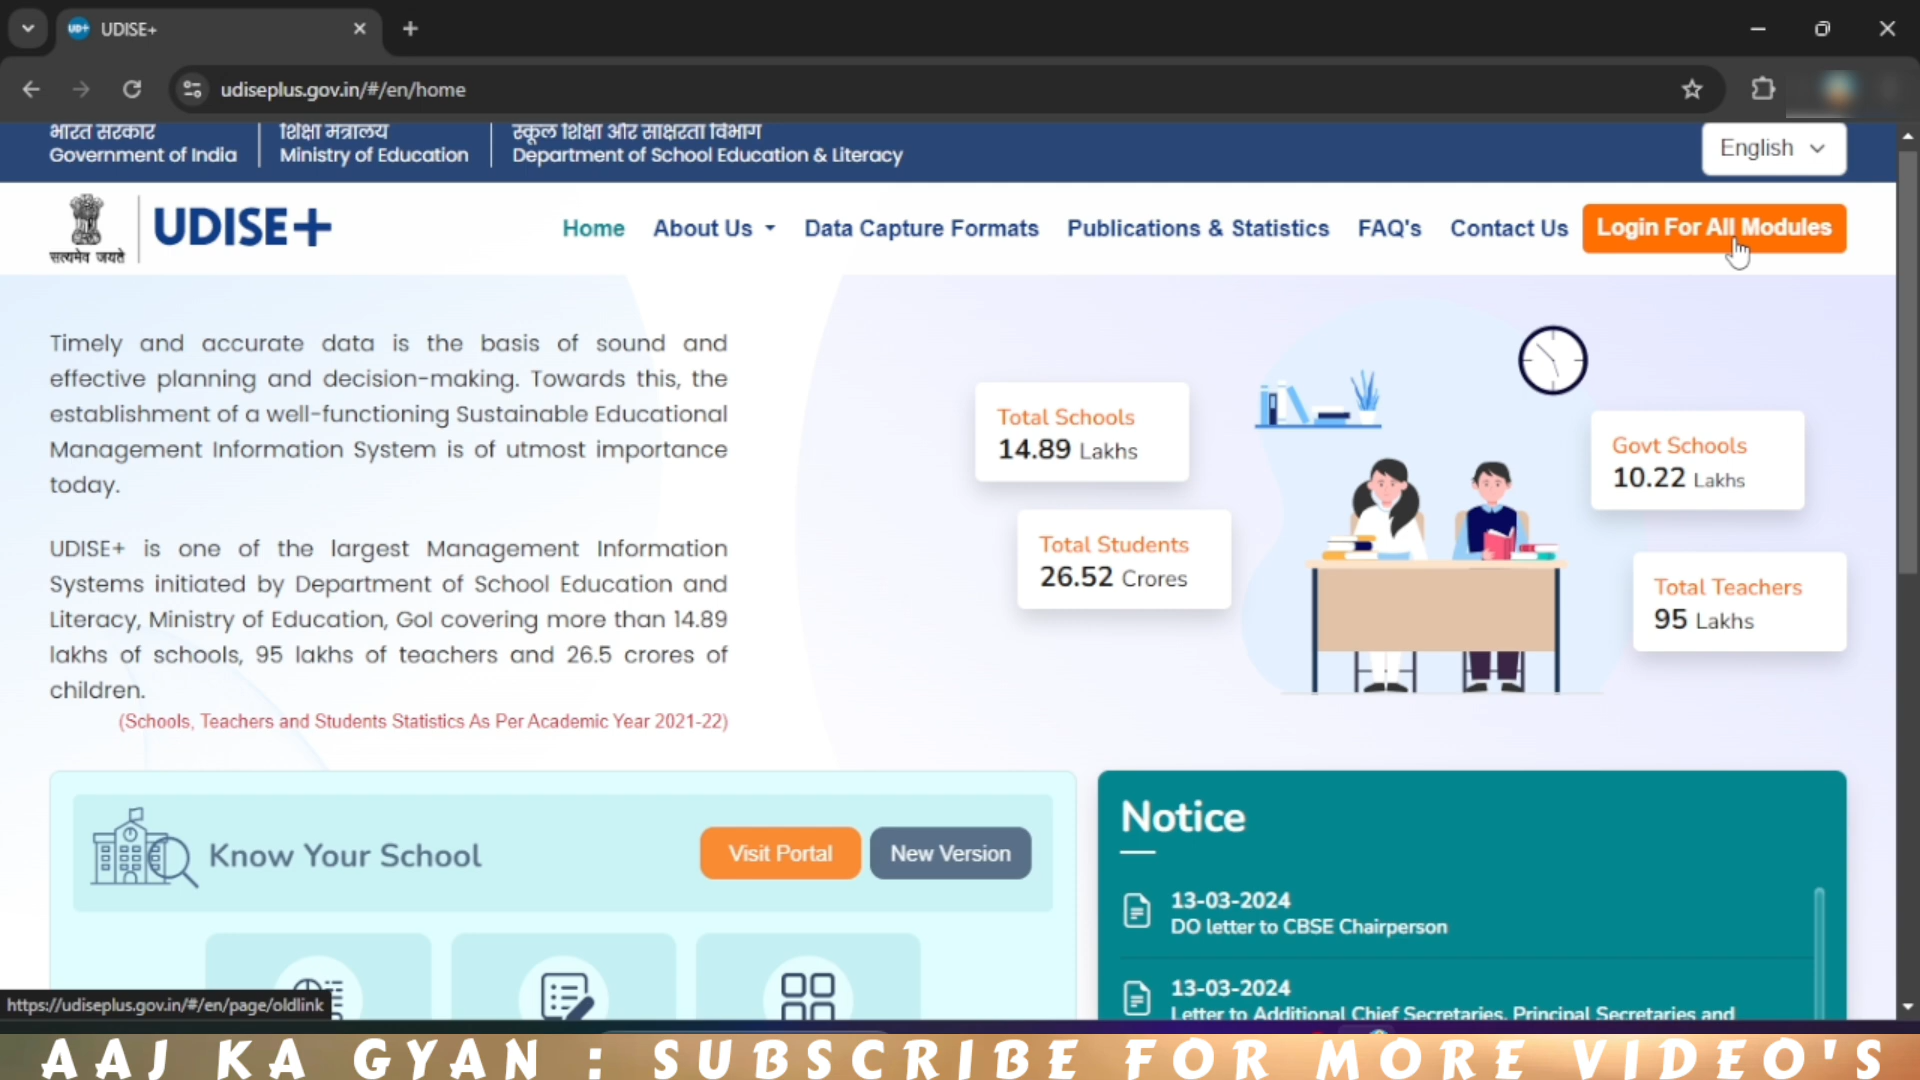 UDISE+
udiseplus.gov.in/#/en/home
भारत सरकार
Government of India
शिक्षा मंत्रालय
Ministry of Education
स्कूल शिक्षा और साक्षरता विभाग
Department of School Education & Literacy
English
सत्यमेव जयते
UDISE+
Home
About Us
Data Capture Formats
Publications & Statistics
FAQ's
Contact Us
Login For All Modules
Timely and accurate data is the basis of sound and
effective planning and decision-making. Towards this, the
establishment of a well-functioning Sustainable Educational
Management Information System is of utmost importance
today.
UDISE+ is one of the largest Management Information
Systems initiated by Department of School Education and
Literacy, Ministry of Education, GoI covering more than 14.89
lakhs of schools, 95 lakhs of teachers and 26.5 crores of
children.
(Schools, Teachers and Students Statistics As Per Academic Year 2021-22)
Total Schools
14.89 Lakhs
Total Students
26.52 Crores
Govt Schools
10.22 Lakhs
Total Teachers
95 Lakhs
Know Your School
Visit Portal
New Version
Notice
13-03-2024
DO letter to CBSE Chairperson
13-03-2024
Letter to Additional Chief Secretaries, Principal Secretaries and
https://udiseplus.gov.in/#/en/page/oldlink
AAJ KA GYAN : SUBSCRIBE FOR MORE VIDEO'S